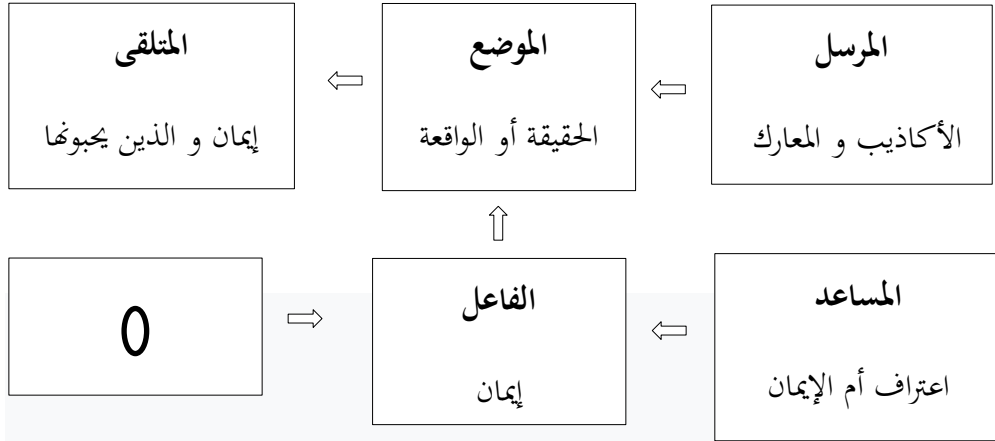 المرسل
الأكاذيب و المعارك
الموضع
الحقيقة أو الواقعة
المتلقى
إيمان و الذين يحبونها
المساعد
اعتراف أم الإيمان
الفاعل
إيمان
0